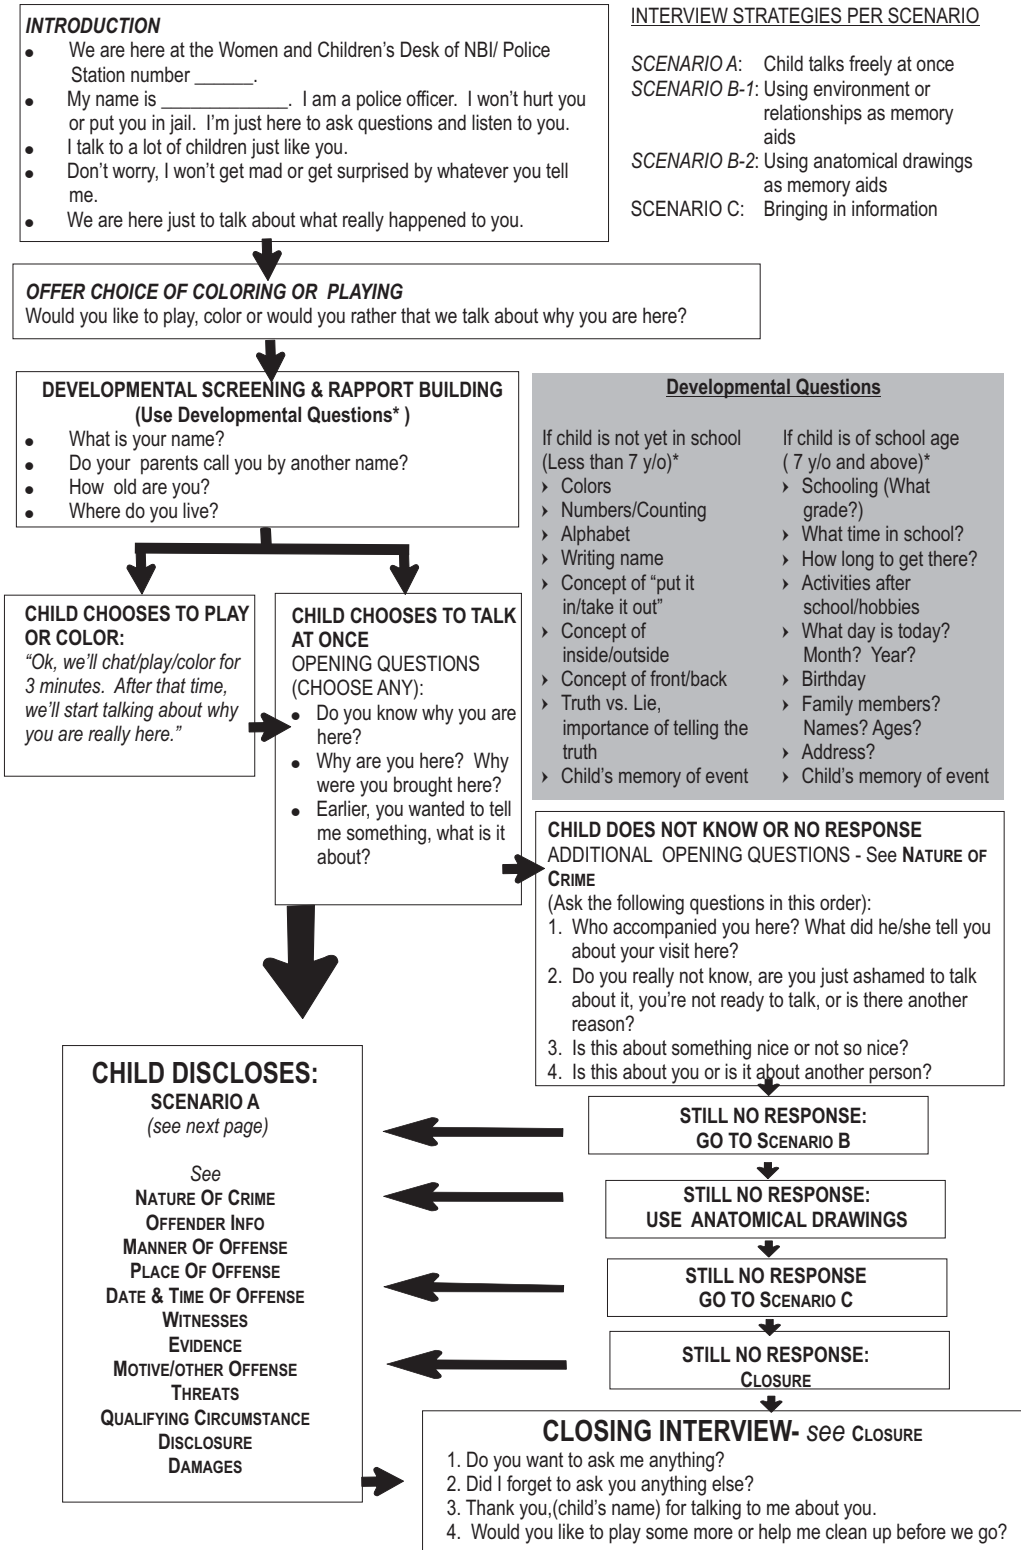 INTRODUCTION
● We are here at the Women and Children's Desk of NBI/ Police
Station number ______.
● My name is _____________. I am a police officer. I won't hurt you
or put you in jail. I'm just here to ask questions and listen to you.
● I talk to a lot of children just like you.
● Don't worry, I won't get mad or get surprised by whatever you tell
me.
● We are here just to talk about what really happened to you.
INTERVIEW STRATEGIES PER SCENARIO
SCENARIO A: Child talks freely at once
SCENARIO B-1: Using environment or
relationships as memory
aids
SCENARIO B-2: Using anatomical drawings
as memory aids
SCENARIO C: Bringing in information
OFFER CHOICE OF COLORING OR PLAYING
Would you like to play, color or would you rather that we talk about why you are here?
DEVELOPMENTAL SCREENING & RAPPORT BUILDING
(Use Developmental Questions* )
● What is your name?
● Do your parents call you by another name?
● How old are you?
● Where do you live?
Developmental Questions
If child is not yet in school
(Less than 7 y/o)*
› Colors
› Numbers/Counting
› Alphabet
› Writing name
› Concept of “put it
in/take it out”
› Concept of
inside/outside
› Concept of front/back
› Truth vs. Lie,
importance of telling the
truth
› Child's memory of event
If child is of school age
( 7 y/o and above)*
› Schooling (What
grade?)
› What time in school?
› How long to get there?
› Activities after
school/hobbies
› What day is today?
Month? Year?
› Birthday
› Family members?
Names? Ages?
› Address?
› Child's memory of event
CHILD CHOOSES TO PLAY
OR COLOR:
“Ok, we'll chat/play/color for
3 minutes. After that time,
we'll start talking about why
you are really here.”
CHILD CHOOSES TO TALK
AT ONCE
OPENING QUESTIONS
(CHOOSE ANY):
● Do you know why you are
here?
● Why are you here? Why
were you brought here?
● Earlier, you wanted to tell
me something, what is it
about?
CHILD DOES NOT KNOW OR NO RESPONSE
ADDITIONAL OPENING QUESTIONS - See NATURE OF
CRIME
(Ask the following questions in this order):
1. Who accompanied you here? What did he/she tell you
about your visit here?
2. Do you really not know, are you just ashamed to talk
about it, you're not ready to talk, or is there another
reason?
3. Is this about something nice or not so nice?
4. Is this about you or is it about another person?
CHILD DISCLOSES:
SCENARIO A
(see next page)
See
NATURE OF CRIME
OFFENDER INFO
MANNER OF OFFENSE
PLACE OF OFFENSE
DATE & TIME OF OFFENSE
WITNESSES
EVIDENCE
MOTIVE/OTHER OFFENSE
THREATS
QUALIFYING CIRCUMSTANCE
DISCLOSURE
DAMAGES
STILL NO RESPONSE:
GO TO SCENARIO B
STILL NO RESPONSE:
USE ANATOMICAL DRAWINGS
STILL NO RESPONSE
GO TO SCENARIO C
STILL NO RESPONSE:
CLOSURE
CLOSING INTERVIEW- see CLOSURE
1. Do you want to ask me anything?
2. Did I forget to ask you anything else?
3. Thank you,(child's name) for talking to me about you.
4. Would you like to play some more or help me clean up before we go?